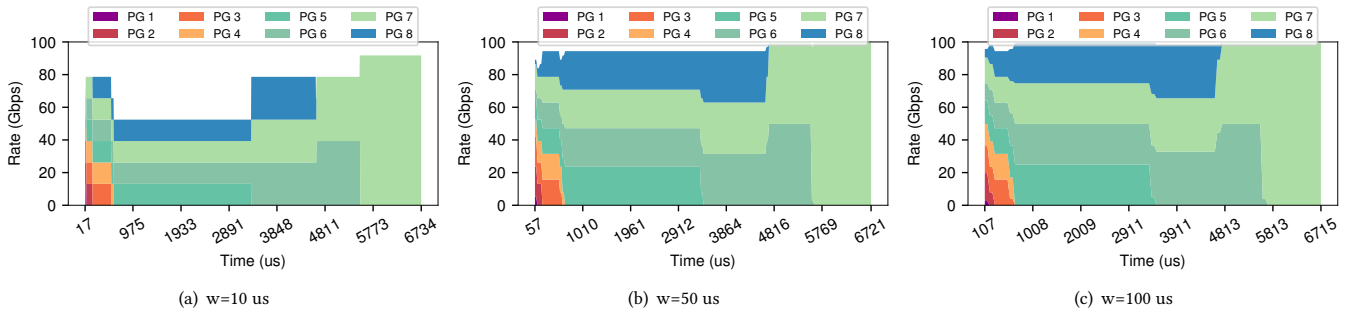 PG 1 PG 3 PG 5 PG 7
PG 2 PG 4 PG 6 PG 8
100
80
60
40
20
0
Rate (Gbps)
17 975 1933 2891 3848 4811 5773 6734
Time (us)
(a) w=10 us
PG 1 PG 3 PG 5 PG 7
PG 2 PG 4 PG 6 PG 8
100
80
60
40
20
0
Rate (Gbps)
57 1010 1961 2912 3864 4816 5769 6721
Time (us)
(b) w=50 us
PG 1 PG 3 PG 5 PG 7
PG 2 PG 4 PG 6 PG 8
100
80
60
40
20
0
Rate (Gbps)
107 1008 2009 2911 3911 4813 5813 6715
Time (us)
(c) w=100 us